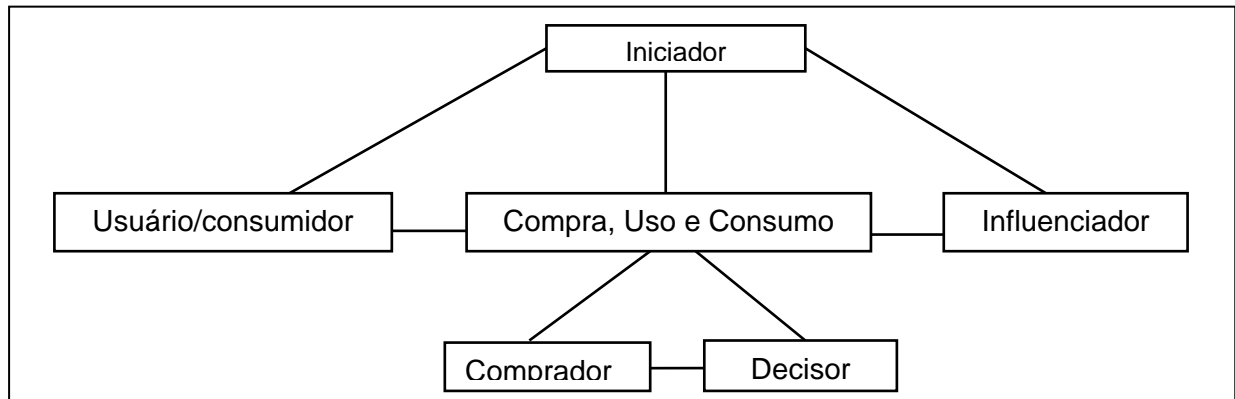 Iniciador
Usuário/consumidor
Compra, Uso e Consumo
Influenciador
Comprador
Decisor